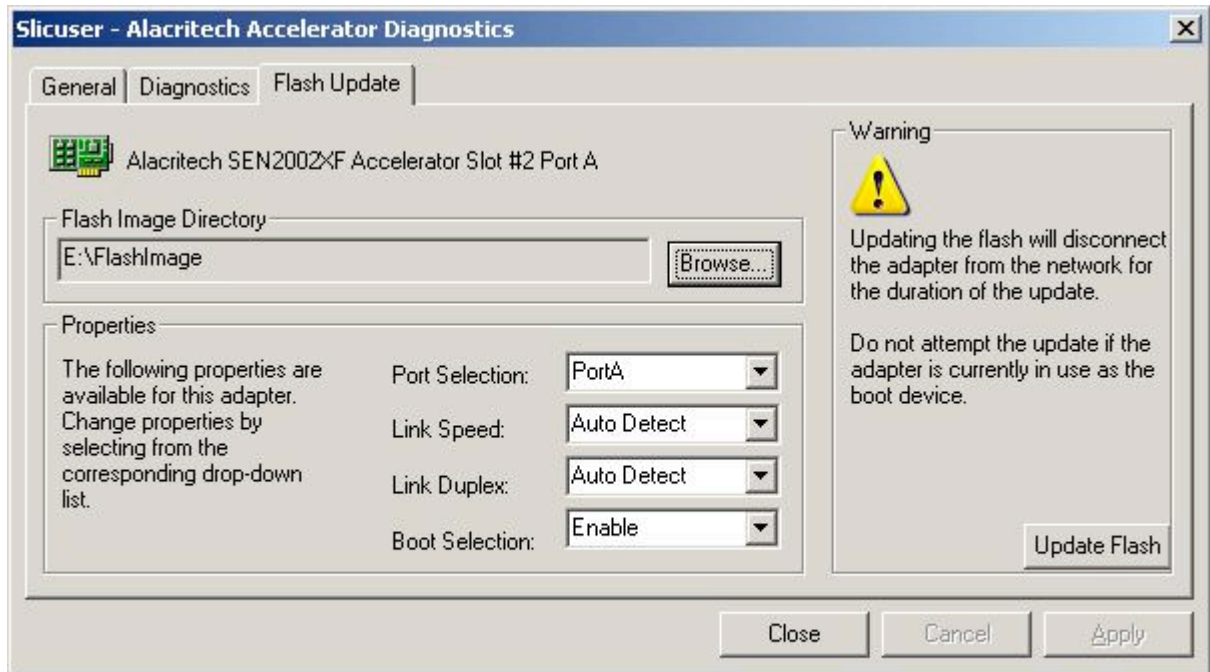 Slicuser - Alacritech Accelerator Diagnostics
General
Diagnostics
Flash Update
Alacritech SEN2002XF Accelerator Slot #2 Port A
Flash Image Directory
E:\FlashImage
Browse...
Properties
The following properties are
available for this adapter.
Change properties by
selecting from the
corresponding drop-down
list.
Port Selection:
PortA
Link Speed:
Auto Detect
Link Duplex:
Auto Detect
Boot Selection:
Enable
Warning
Updating the flash will disconnect
the adapter from the network for
the duration of the update.
Do not attempt the update if the
adapter is currently in use as the
boot device.
Update Flash
Close
Cancel
Apply